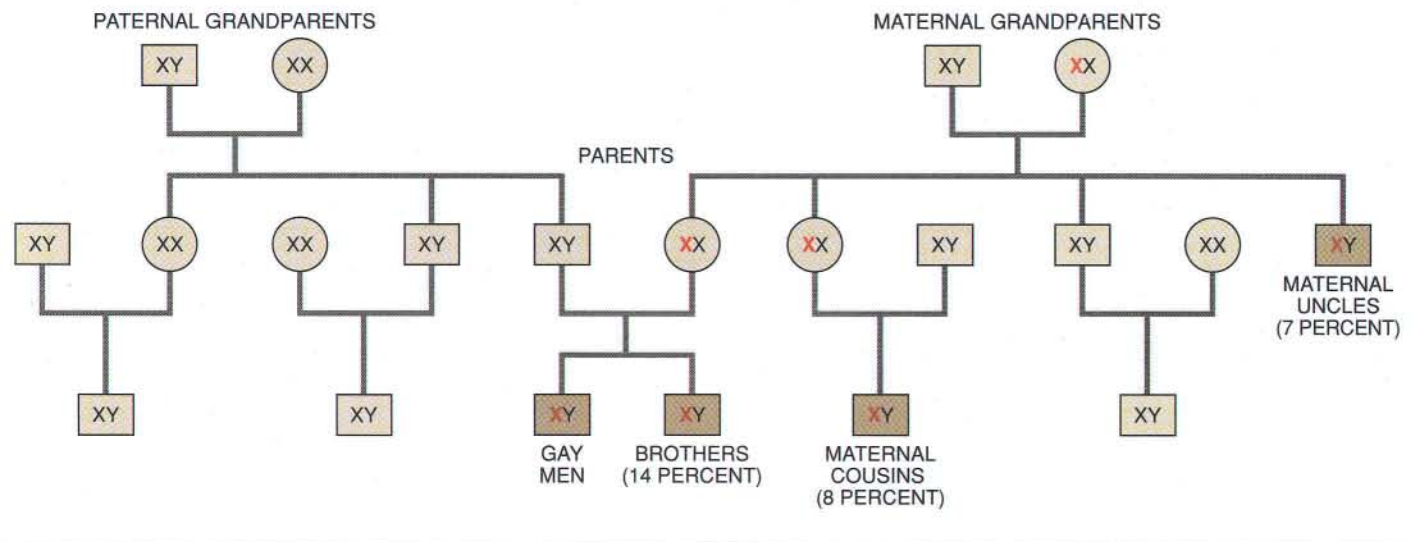 PATERNAL GRANDPARENTS
MATERNAL GRANDPARENTS
XY
XX
XY
XX
PARENTS
XY
XX
XX
XY
XY
XX
XX
XY
XY
XX
XY
MATERNAL
UNCLES
(7 PERCENT)
XY
XY
XY
XY
XY
XY
GAY
MEN
BROTHERS
(14 PERCENT)
MATERNAL
COUSINS
(8 PERCENT)